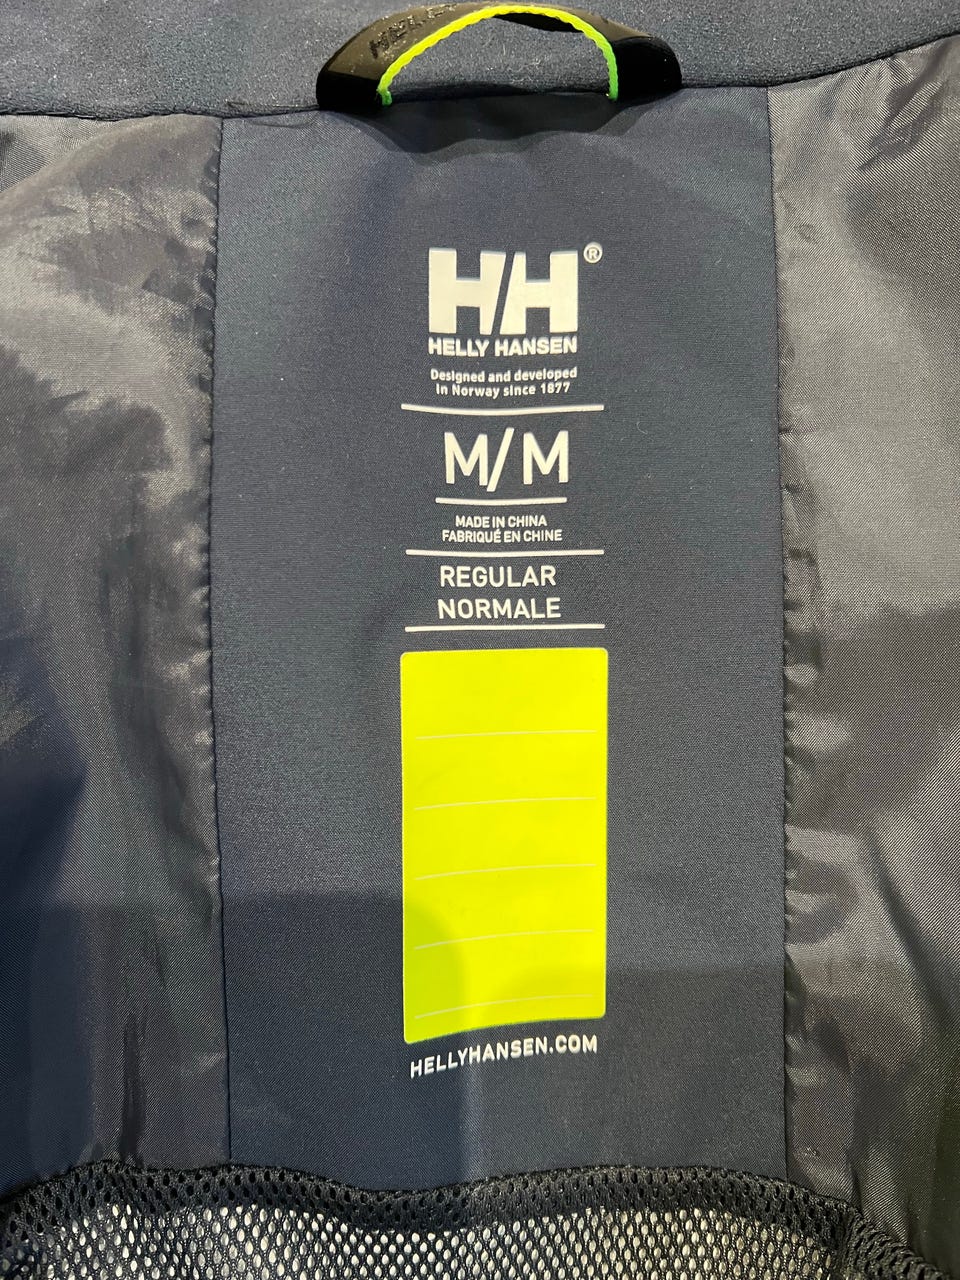 HELLY
H/H®
HELLY HANSEN
Designed and developed
in Norway since 1877
M/M
MADE IN CHINA
FABRIQUÉ EN CHINE
REGULAR
NORMALE
HELLYHANSEN.COM